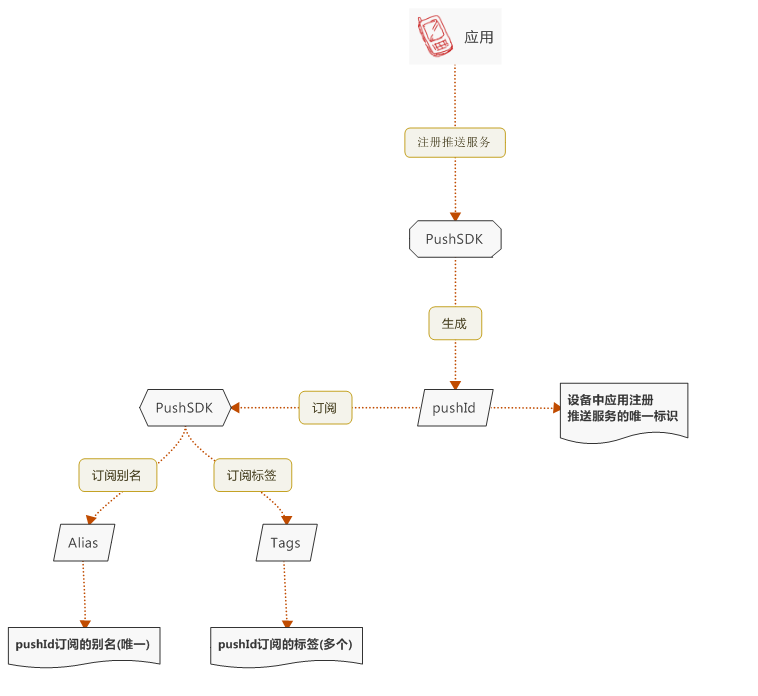 应用
注册推送服务
PushSDK
生成
PushSDK
订阅
pushId
设备中应用注册
推送服务的唯一标识
订阅别名
订阅标签
Alias
Tags
pushId订阅的别名(唯一)
pushId订阅的标签(多个)